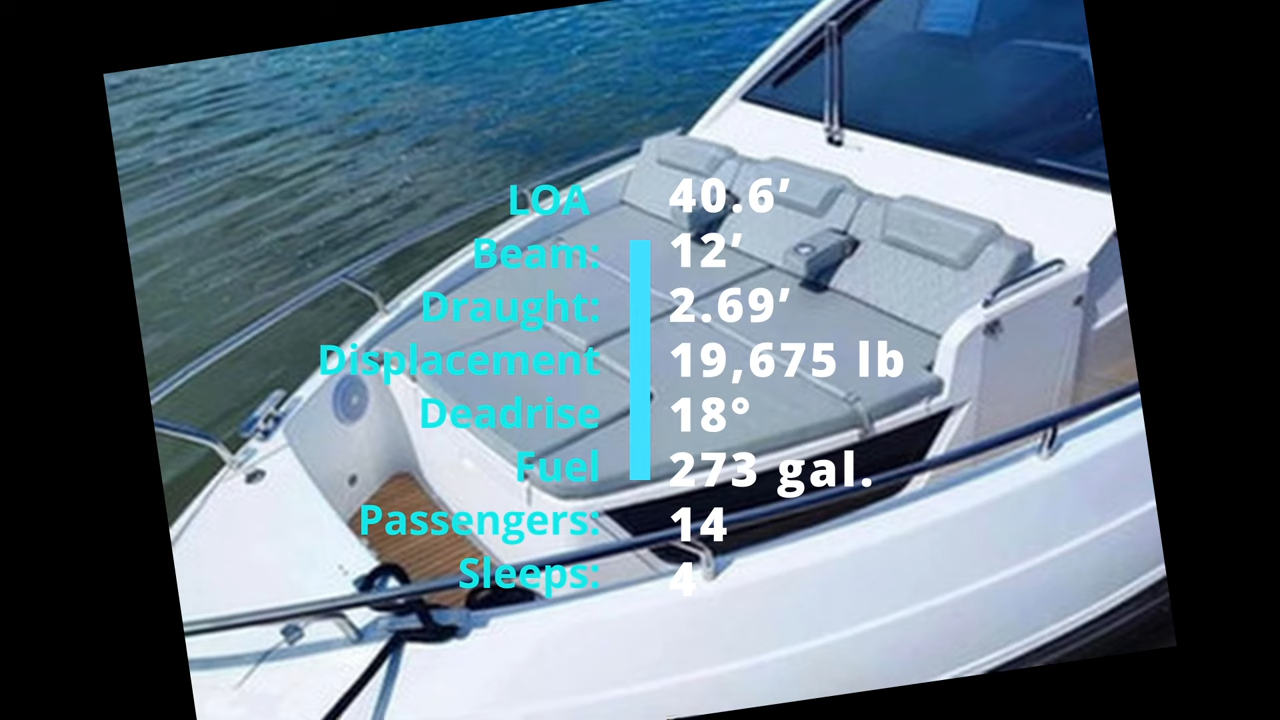 LOA 40.6’
Beam: 12’
Draught: 2.69’
Displacement 19,675 lb
Deadrise 18°
Fuel 273 gal.
Passengers: 14
Sleeps: 4